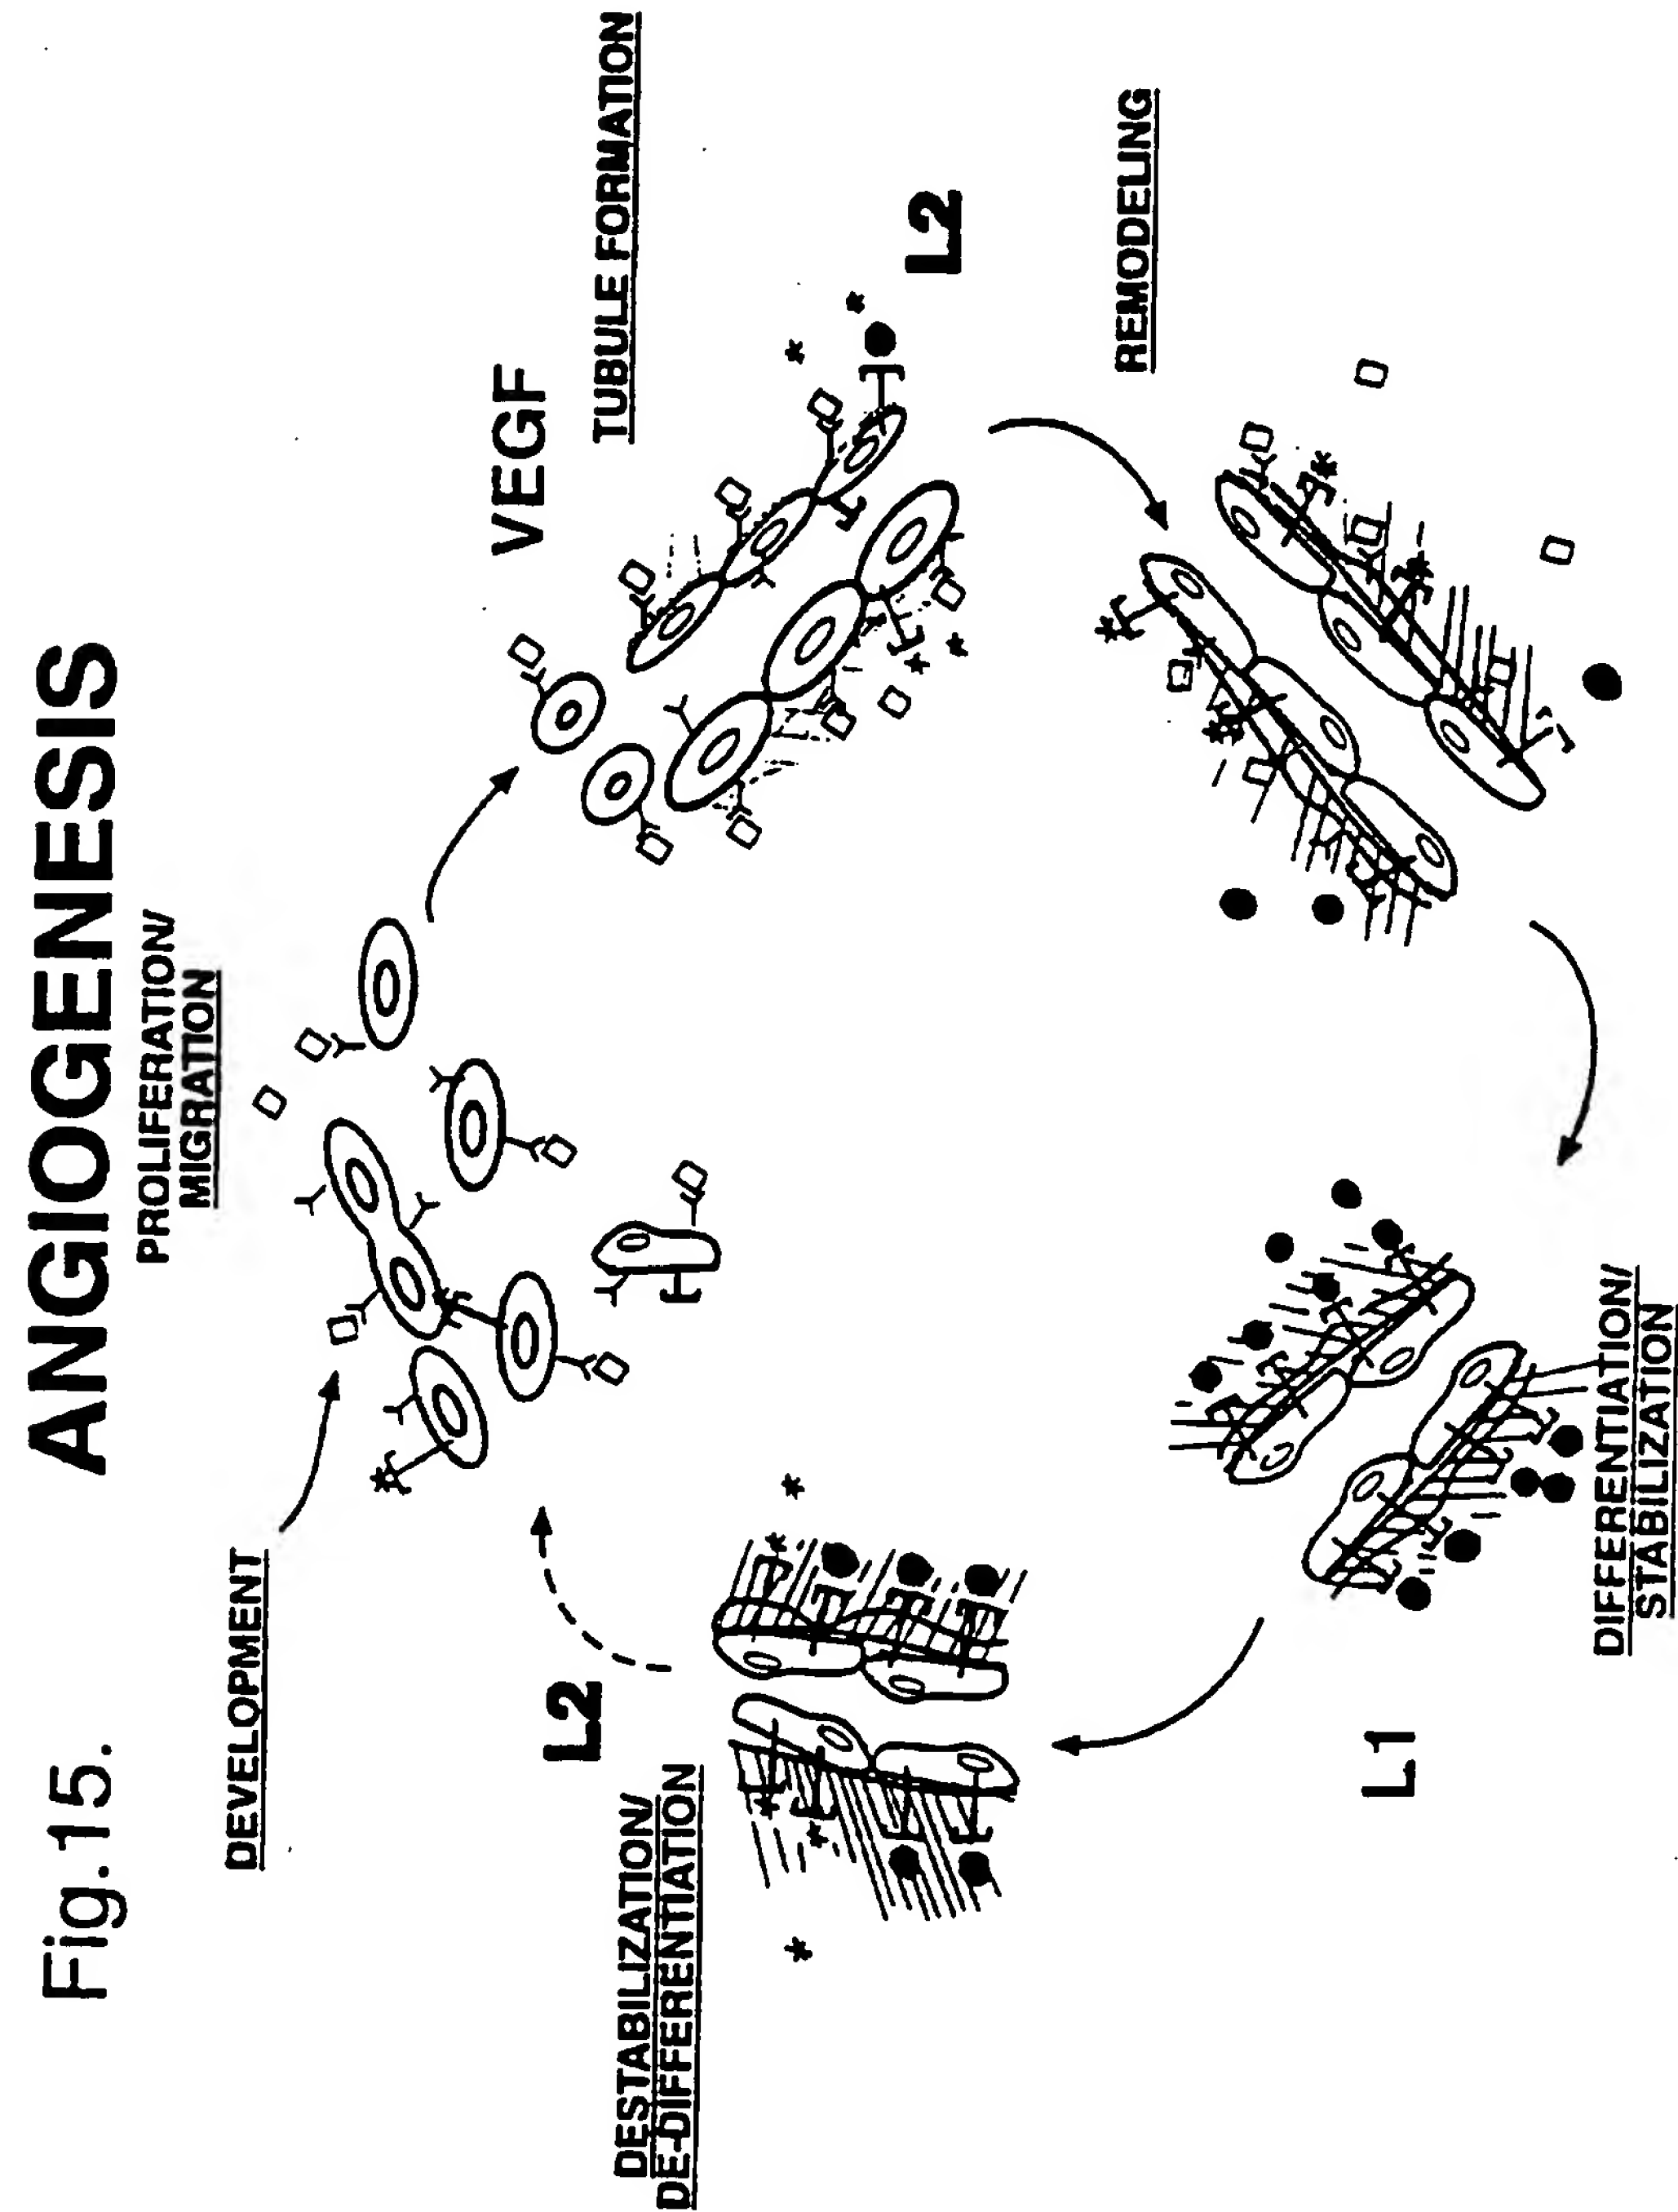 Fig.15.
ANGIOGENESIS
PROLIFERATION/
MIGRATION
DEVELOPMENT
VEGF
TUBULE FORMATION
L2
DESTABILIZATION/
DE-DIFFERENTIATION
L2
REMODELING
L1
DIFFERENTIATION/
STABILIZATION